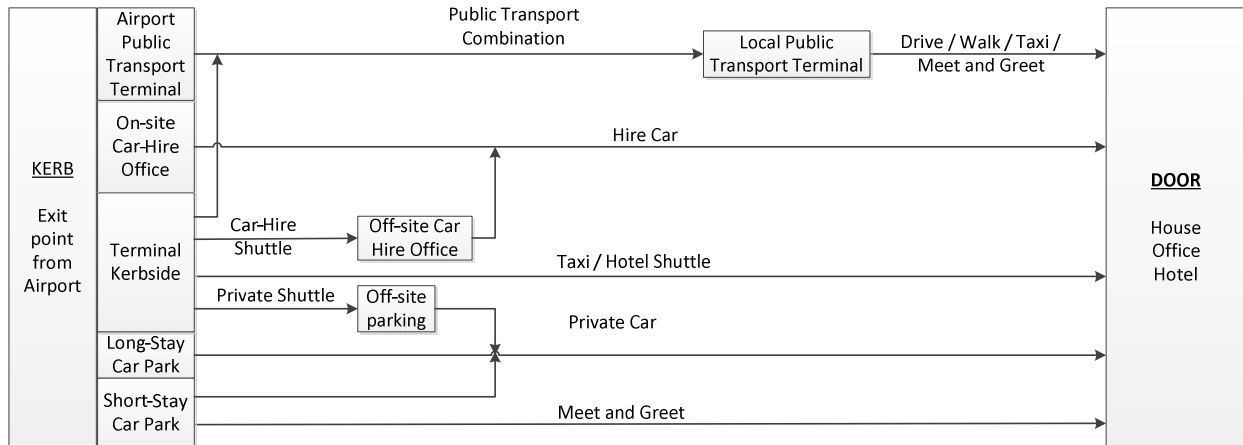 KERB
Exit
point
from
Airport
Airport
Public
Transport
Terminal
On-site
Car-Hire
Office
Terminal
Kerbside
Long-Stay
Car Park
Short-Stay
Car Park
Public Transport
Combination
Local Public
Transport Terminal
Drive / Walk / Taxi /
Meet and Greet
Hire Car
Car-Hire
Shuttle
Off-site Car
Hire Office
Taxi / Hotel Shuttle
Private Shuttle
Off-site
parking
Private Car
Meet and Greet
DOOR
House
Office
Hotel